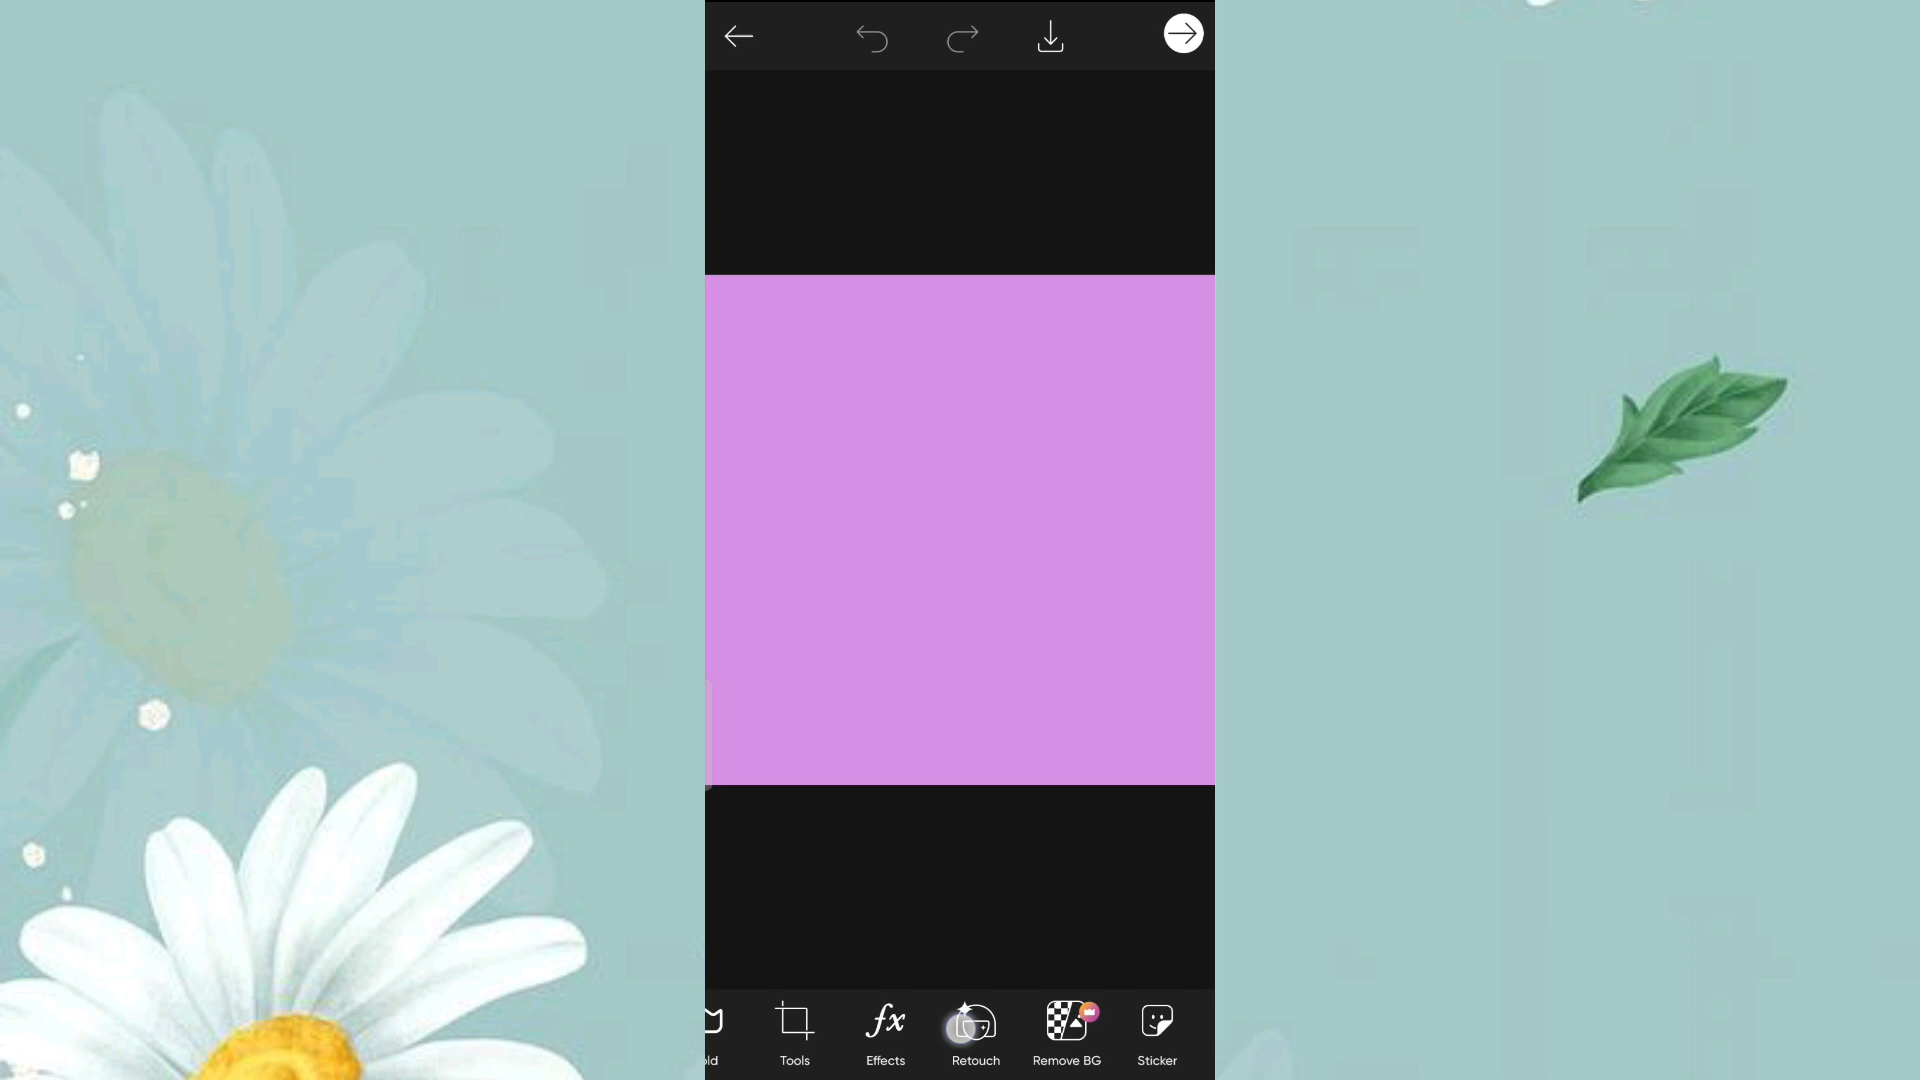 ld
Tools
Effects
Retouch
Remove BG
Sticker